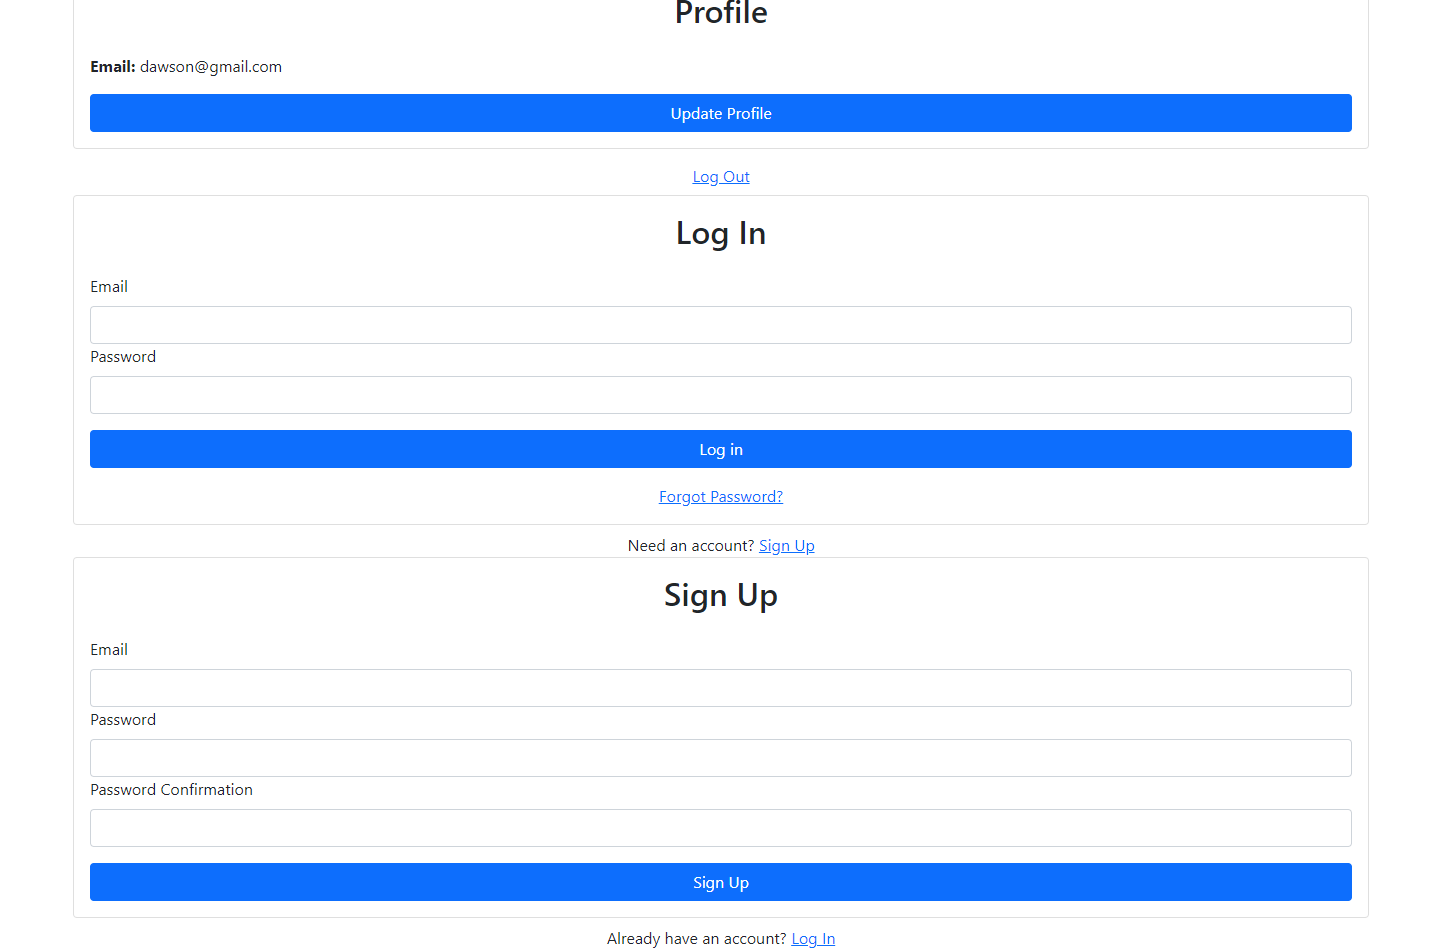 Profile
Email: dawson@gmail.com
Update Profile
Log Out
Log In
Email
Password
Log in
Forgot Password?
Need an account? Sign Up
Sign Up
Email
Password
Password Confirmation
Sign Up
Already have an account? Log In